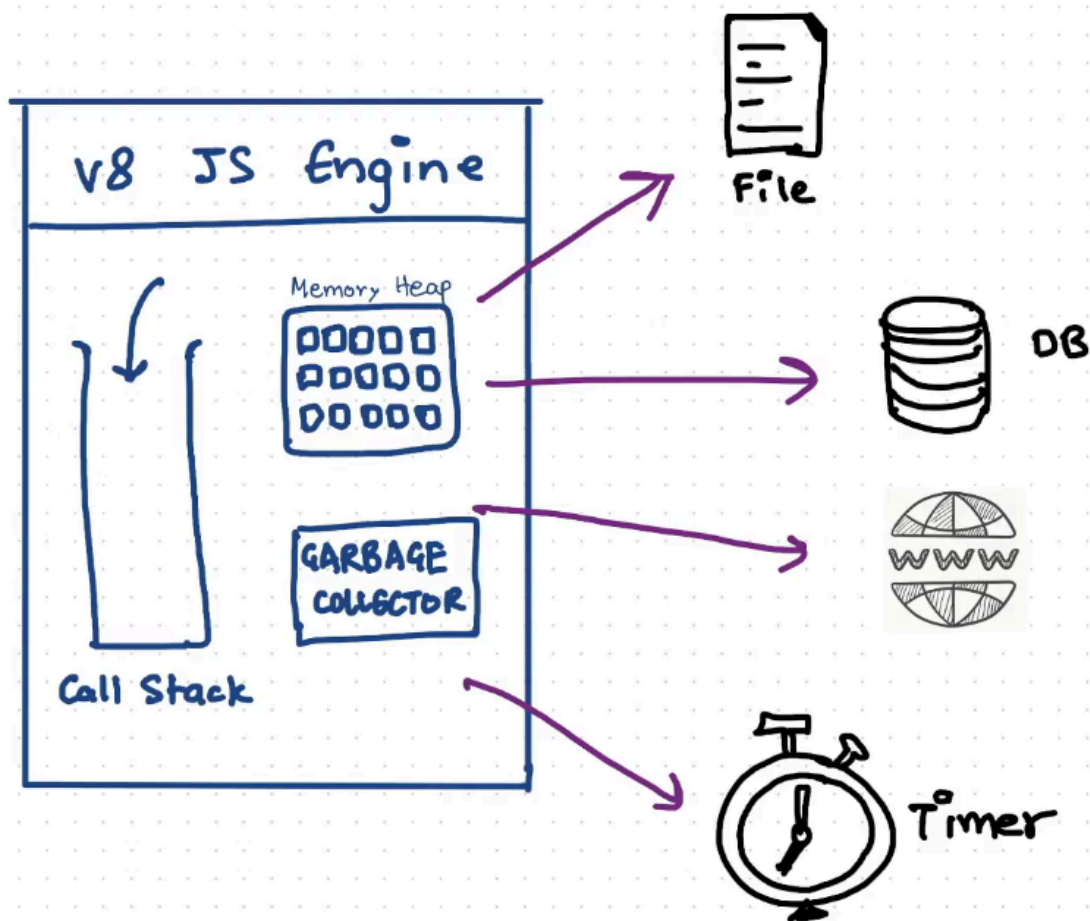 V8 JS Engine
Memory Heap
GARBAGE
COLLECTOR
Call Stack
File
DB
WWW
Timer